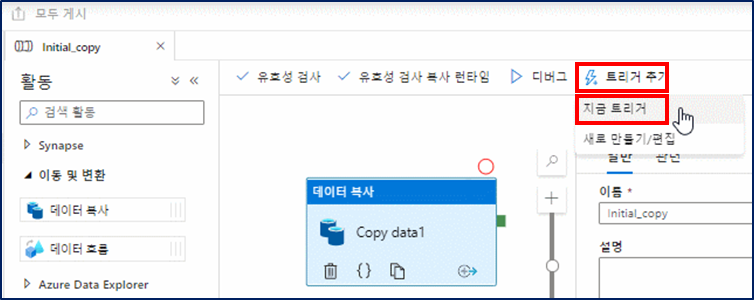 모두 게시
Initial_copy
활동
유효성 검사
유효성 검사 복사 런타임
디버그
트리거 추가
지금 트리거
새로 만들기/편집
검색 활동
Synapse
이동 및 변환
데이터 복사
데이터 흐름
Azure Data Explorer
데이터 복사
Copy data1
{}
일반
관련
이름 *
Initial_copy
설명